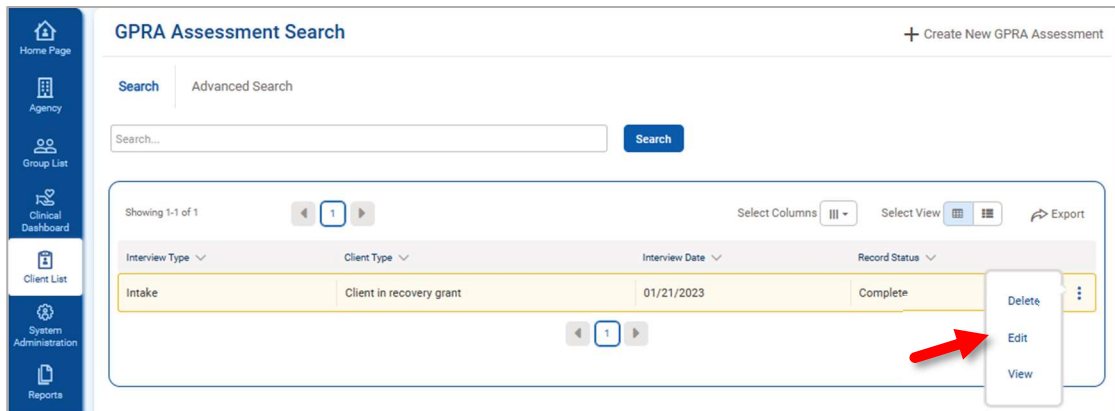 Home Page
Agency
Group List
Clinical
Dashboard
Client List
System
Administration
Reports
GPRA Assessment Search
Create New GPRA Assessment
Search
Advanced Search
Search...
Search
Showing 1-1 of 1
1
Select Columns
Select View
Export
Interview Type
Client Type
Interview Date
Record Status
Intake
Client in recovery grant
01/21/2023
Complete
Delete
Edit
View
1